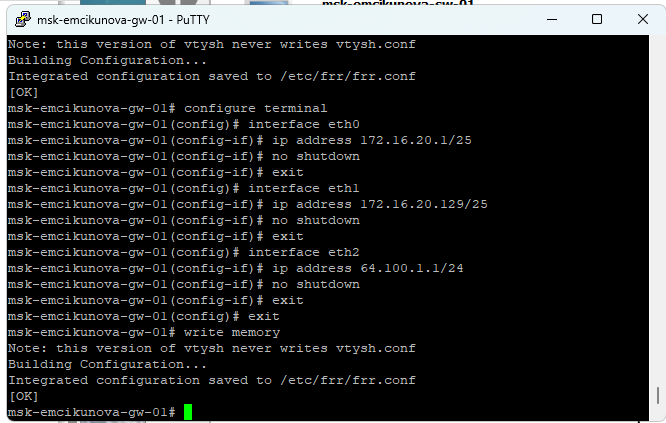 msk-emcikunova-gw-01
msk-emcikunova-gw-01 - PuTTY
Note: this version of vtysh never writes vtysh.conf
Building Configuration...
Integrated configuration saved to /etc/frr/frr.conf
[OK]
msk-emcikunova-gw-01# configure terminal
msk-emcikunova-gw-01(config)# interface eth0
msk-emcikunova-gw-01(config-if)# ip address 172.16.20.1/25
msk-emcikunova-gw-01(config-if)# no shutdown
msk-emcikunova-gw-01(config-if)# exit
msk-emcikunova-gw-01(config)# interface eth1
msk-emcikunova-gw-01(config-if)# ip address 172.16.20.129/25
msk-emcikunova-gw-01(config-if)# no shutdown
msk-emcikunova-gw-01(config-if)# exit
msk-emcikunova-gw-01(config)# interface eth2
msk-emcikunova-gw-01(config-if)# ip address 64.100.1.1/24
msk-emcikunova-gw-01(config-if)# no shutdown
msk-emcikunova-gw-01(config-if)# exit
msk-emcikunova-gw-01(config)# exit
msk-emcikunova-gw-01# write memory
Note: this version of vtysh never writes vtysh.conf
Building Configuration...
Integrated configuration saved to /etc/frr/frr.conf
[OK]
msk-emcikunova-gw-01#